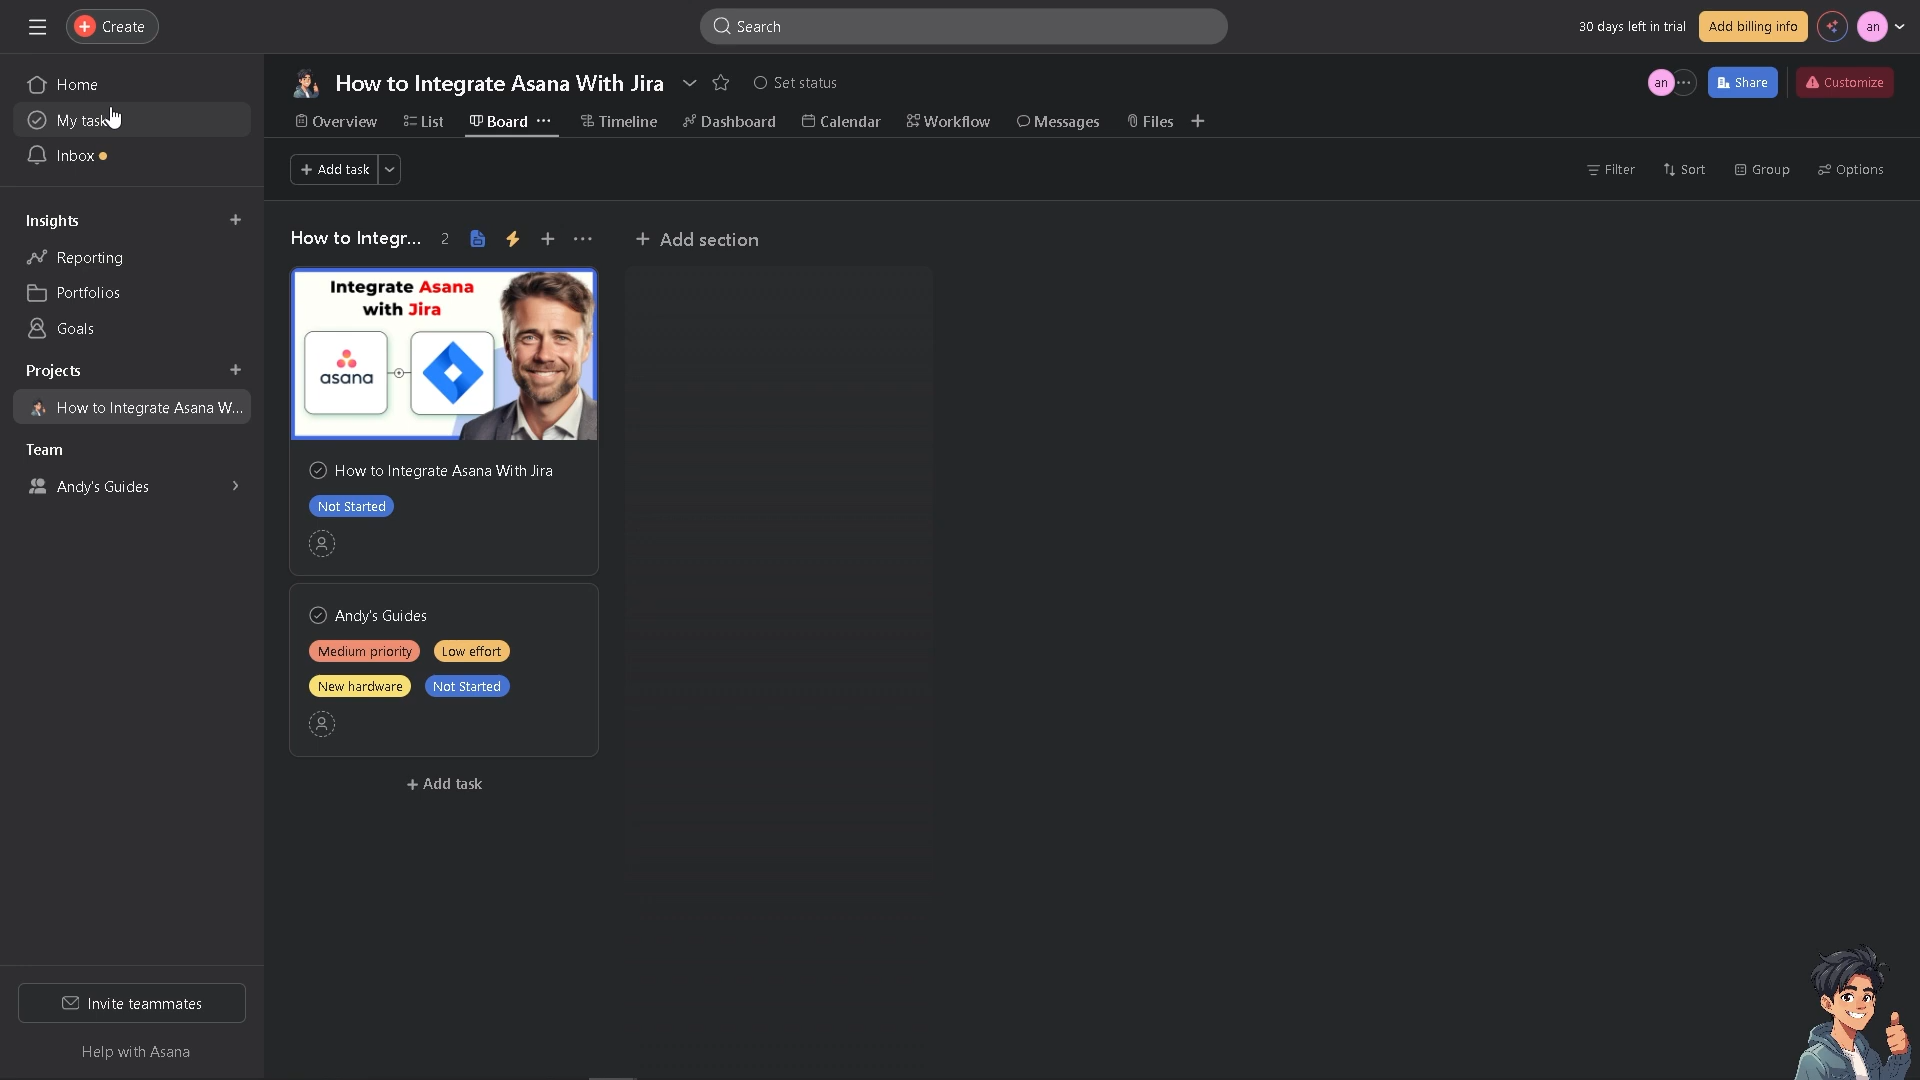 Create
Search
30 days left in trial
Add billing info
an
Home
My task
Inbox
Insights
Reporting
Portfolios
Goals
Projects
How to Integrate Asana W...
Team
Andy's Guides
Invite teammates
Help with Asana
How to Integrate Asana With Jira
Set status
an
Share
Customize
Overview
List
Board
Timeline
Dashboard
Calendar
Workflow
Messages
Files
Add task
Filter
Sort
Group
Options
How to Integr... 2
Add section
Integrate Asana
with Jira
asana
How to Integrate Asana With Jira
Not Started
Andy's Guides
Medium priority
Low effort
New hardware
Not Started
Add task